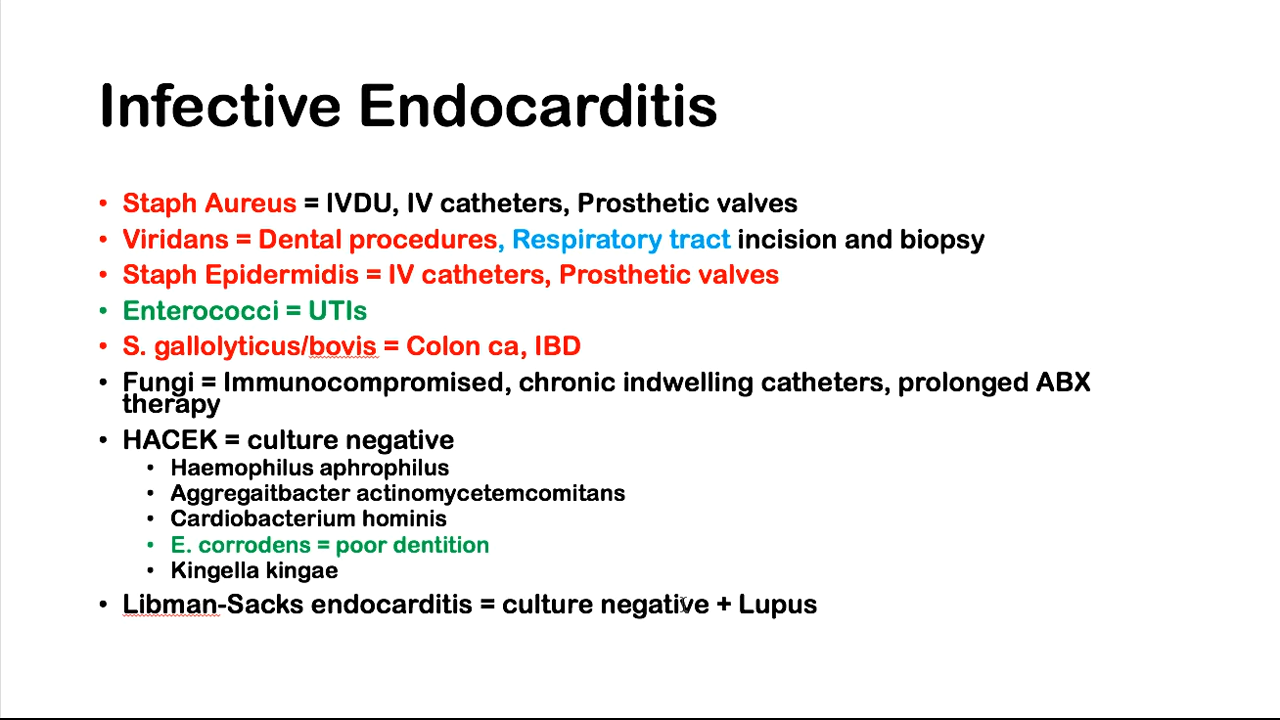 Infective Endocarditis
• Staph Aureus = IVDU, IV catheters, Prosthetic valves
• Viridans = Dental procedures, Respiratory tract incision and biopsy
• Staph Epidermidis = IV catheters, Prosthetic valves
• Enterococci = UTIs
• S. gallolyticus/bovis = Colon ca, IBD
• Fungi = Immunocompromised, chronic indwelling catheters, prolonged ABX
therapy
• HACEK = culture negative
• Haemophilus aphrophilus
• Aggregaitbacter actinomycetemcomitans
• Cardiobacterium hominis
• E. corrodens = poor dentition
• Kingella kingae
• Libman-Sacks endocarditis = culture negative + Lupus